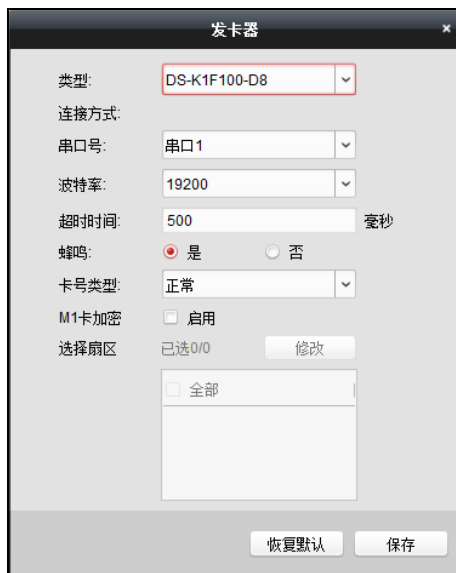 发卡器 ×
类型: DS-K1F100-D8
连接方式:
串口号: 串口1
波特率: 19200
超时时间: 500 毫秒
蜂鸣: 是 否
卡号类型: 正常
M1卡加密 启用
选择扇区 已选0/0 修改
全部
恢复默认 保存